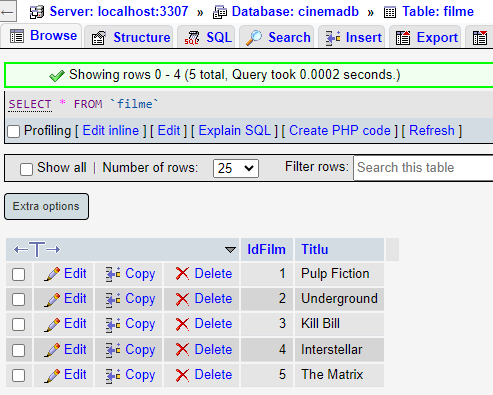 Server: localhost:3307 » Database: cinemadb » Table: filme
Browse Structure SQL Search Insert Export
Showing rows 0 - 4 (5 total, Query took 0.0002 seconds.)
SELECT * FROM `filme`
Profiling [ Edit inline ] [ Edit ] [ Explain SQL ] [ Create PHP code ] [ Refresh ]
Show all | Number of rows: 25 Filter rows: Search this table
Extra options
IdFilm Titlu
Edit Copy Delete 1 Pulp Fiction
Edit Copy Delete 2 Underground
Edit Copy Delete 3 Kill Bill
Edit Copy Delete 4 Interstellar
Edit Copy Delete 5 The Matrix